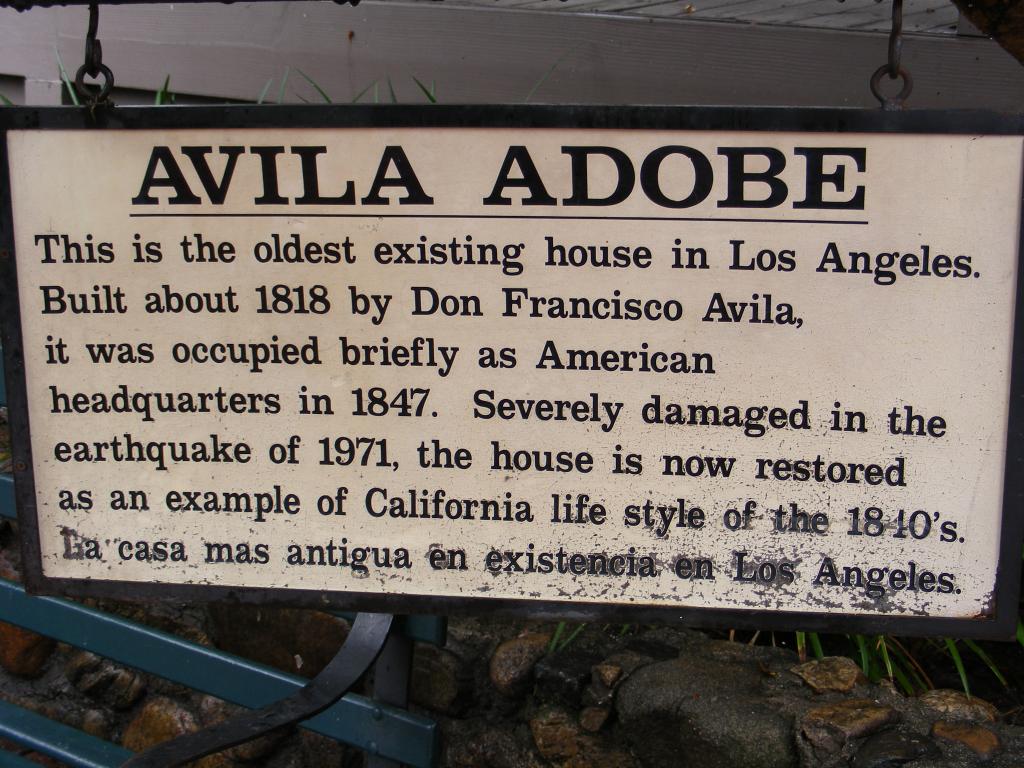 AVILA ADOBE
This is the oldest existing house in Los Angeles.
Built about 1818 by Don Francisco Avila,
it was occupied briefly as American
headquarters in 1847. Severely damaged in the
earthquake of 1971, the house is now restored
as an example of California life style of the 1840's.
La casa mas antigua en existencia en Los Angeles.